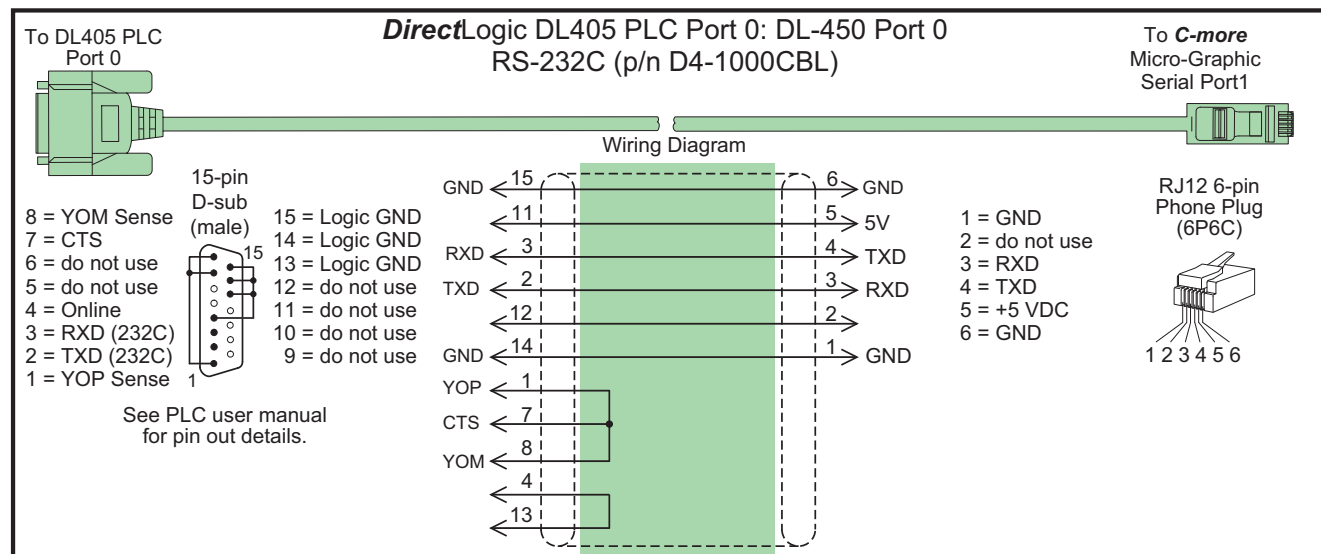 DirectLogic DL405 PLC Port 0: DL-450 Port 0
RS-232C (p/n D4-1000CBL)
To DL405 PLC
Port 0
To C-more
Micro-Graphic
Serial Port1
Wiring Diagram
15-pin
D-sub
(male)
8 = YOM Sense
7 = CTS
6 = do not use
5 = do not use
4 = Online
3 = RXD (232C)
2 = TXD (232C)
1 = YOP Sense
15
1
15 = Logic GND
14 = Logic GND
13 = Logic GND
12 = do not use
11 = do not use
10 = do not use
9 = do not use
See PLC user manual
for pin out details.
GND 15 6 GND
11 5 5V
RXD 3 4 TXD
TXD 2 3 RXD
12 2
GND 14 1 GND
YOP 1
CTS 7
YOM 8
4
13
1 = GND
2 = do not use
3 = RXD
4 = TXD
5 = +5 VDC
6 = GND
RJ12 6-pin
Phone Plug
(6P6C)
1 2 3 4 5 6